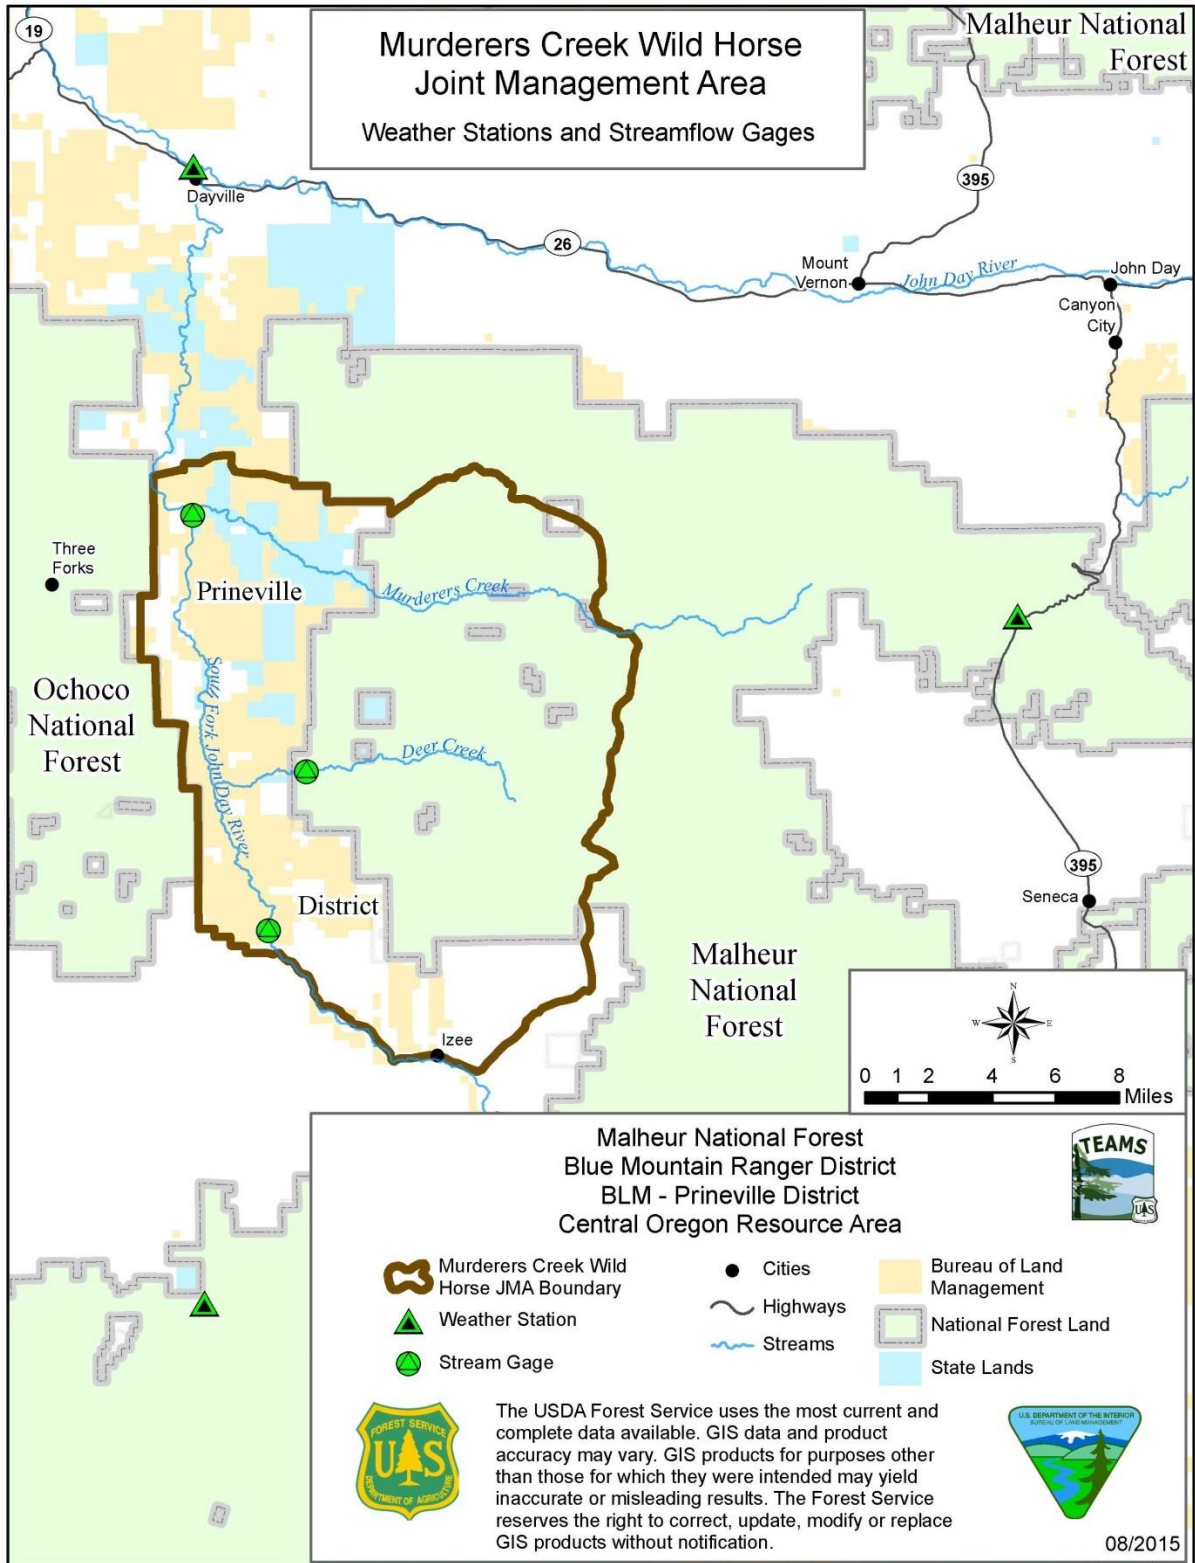 19
Murderers Creek Wild Horse
Joint Management Area
Weather Stations and Streamflow Gages
Malheur National
Forest
395
Dayville
26
Mount
Vernon
John Day River
John Day
Canyon
City
Three
Forks
Prineville
Murderers Creek
Ochoco
National
Forest
South Fork John Day River
Deer Creek
District
395
Seneca
Malheur
National
Forest
Izee
N
W
E
S
0 1 2 4 6 8
Miles
Malheur National Forest
Blue Mountain Ranger District
BLM - Prineville District
Central Oregon Resource Area
TEAMS
U S
Murderers Creek Wild
Horse JMA Boundary
Weather Station
Stream Gage
Cities
Highways
Streams
Bureau of Land
Management
National Forest Land
State Lands
FOREST SERVICE
U S
DEPARTMENT OF AGRICULTURE
The USDA Forest Service uses the most current and
complete data available. GIS data and product
accuracy may vary. GIS products for purposes other
than those for which they were intended may yield
inaccurate or misleading results. The Forest Service
reserves the right to correct, update, modify or replace
GIS products without notification.
U.S. DEPARTMENT OF THE INTERIOR
BUREAU OF LAND MANAGEMENT
08/2015